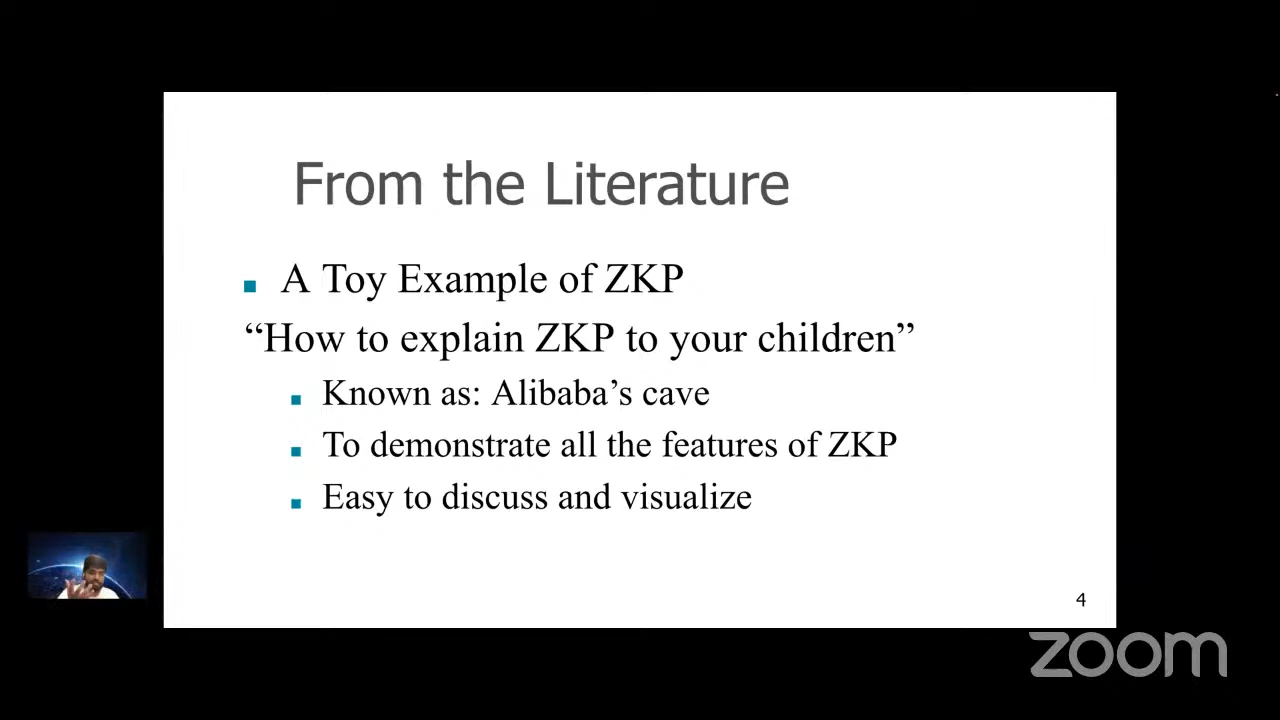 From the Literature
A Toy Example of ZKP
“How to explain ZKP to your children”
Known as: Alibaba’s cave
To demonstrate all the features of ZKP
Easy to discuss and visualize
4
zoom